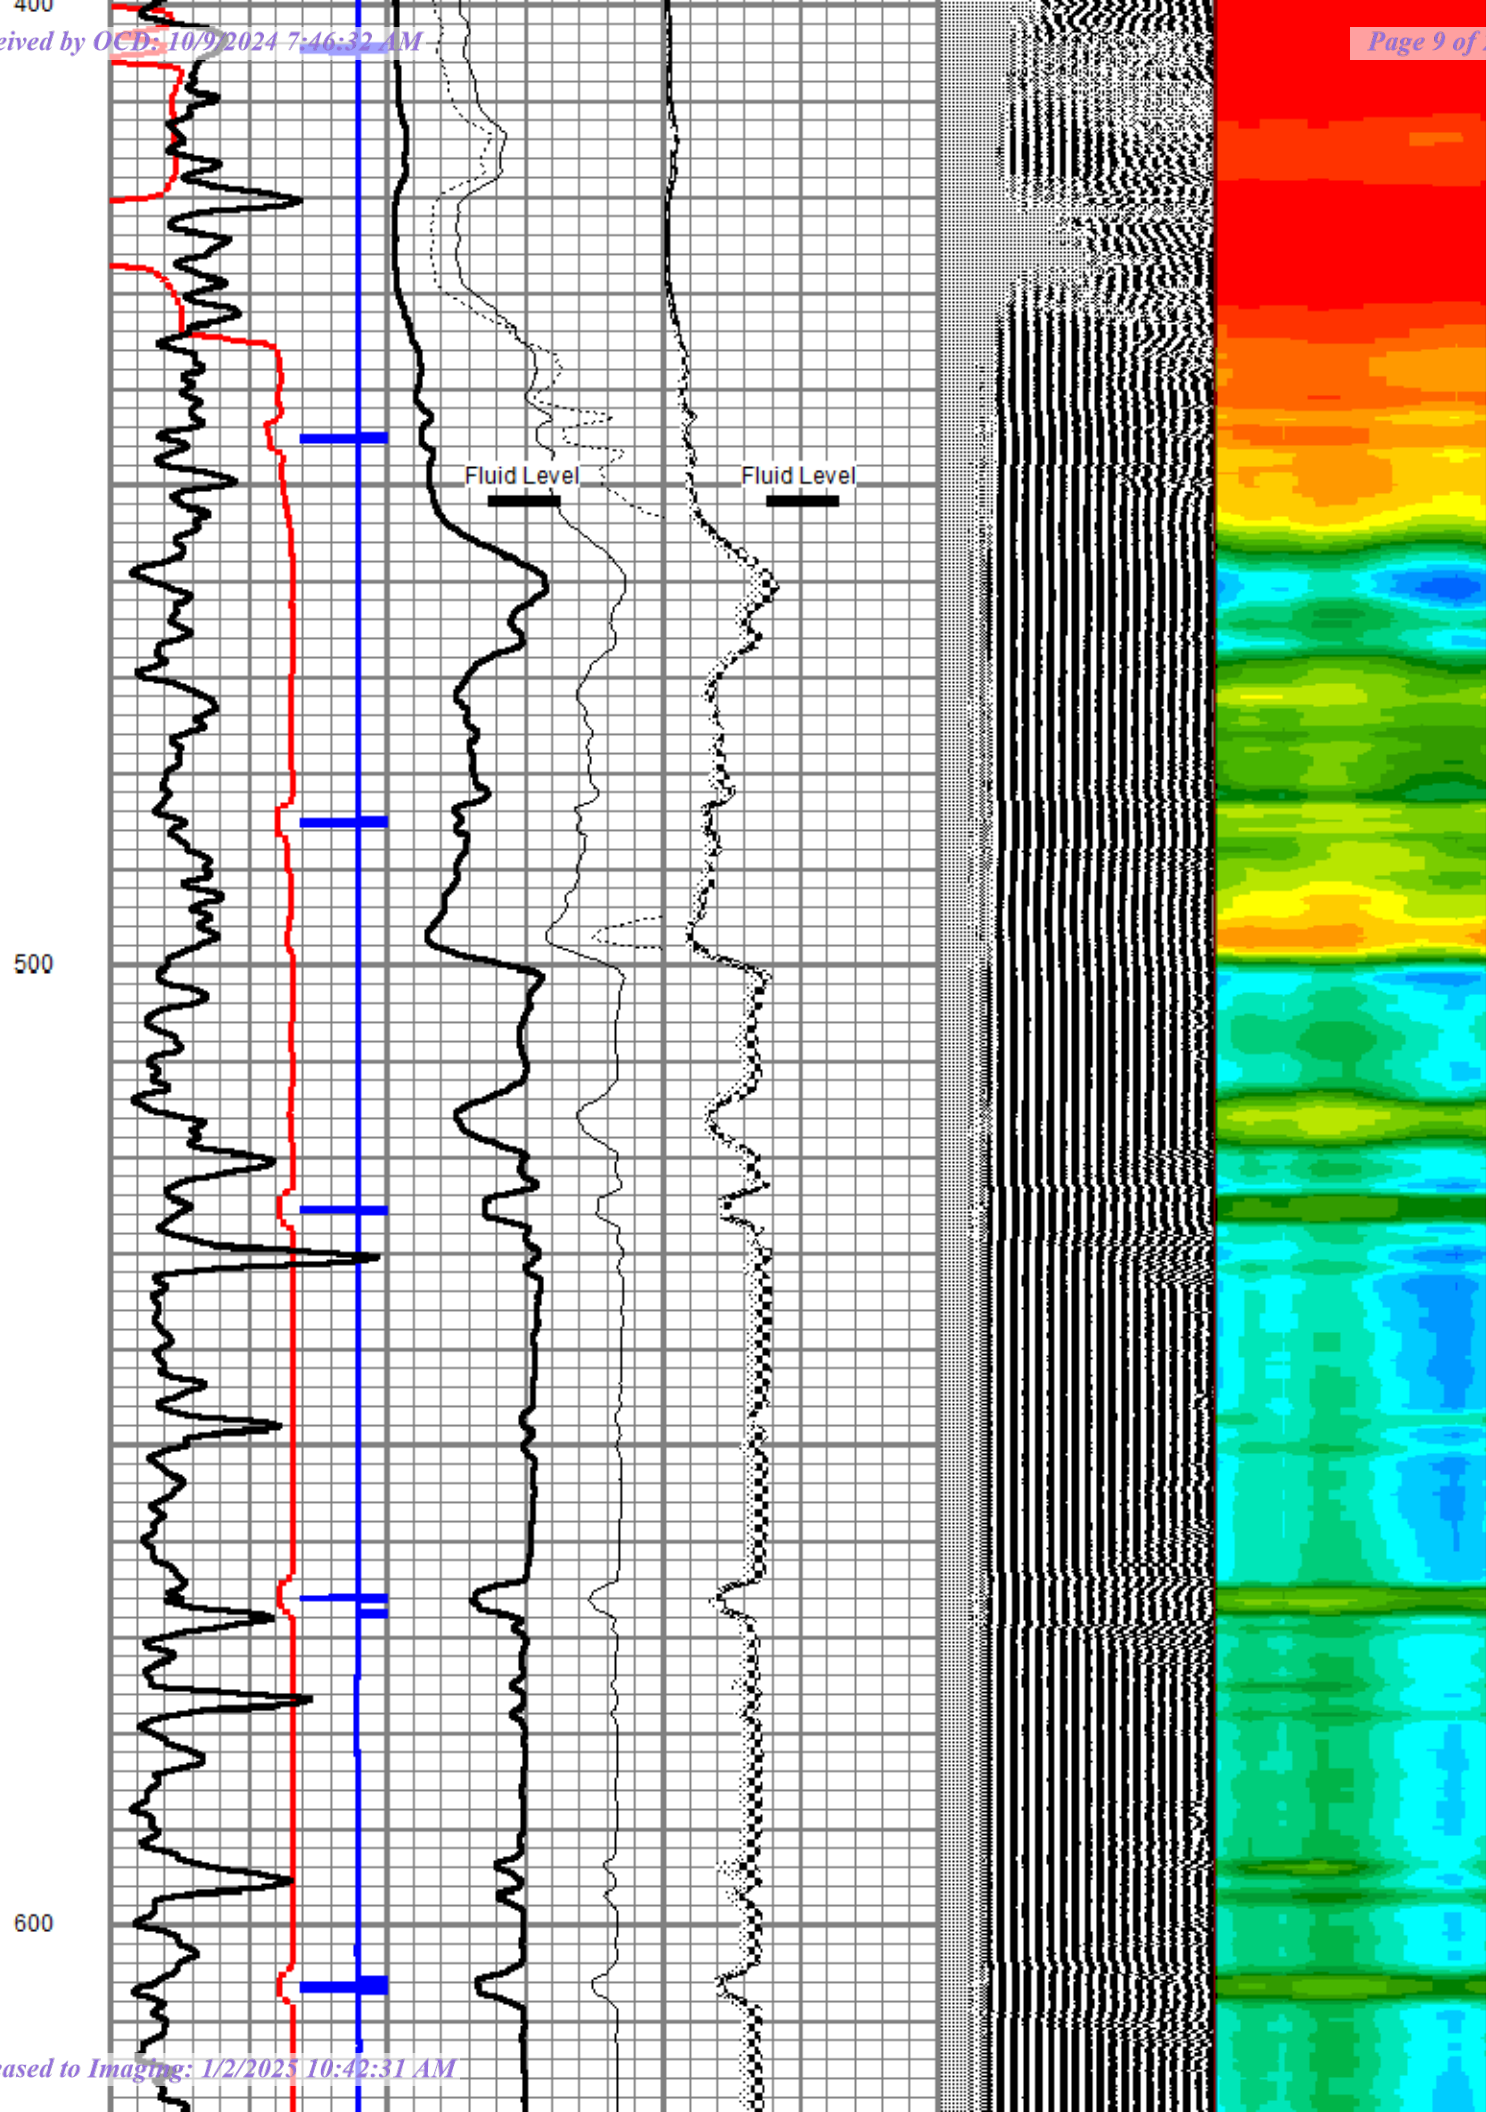 400
eived by OCD: 10/9/2024 7:46:32 AM
Page 9 of
Fluid Level
Fluid Level
500
600
eased to Imaging: 1/2/2025 10:42:31 AM